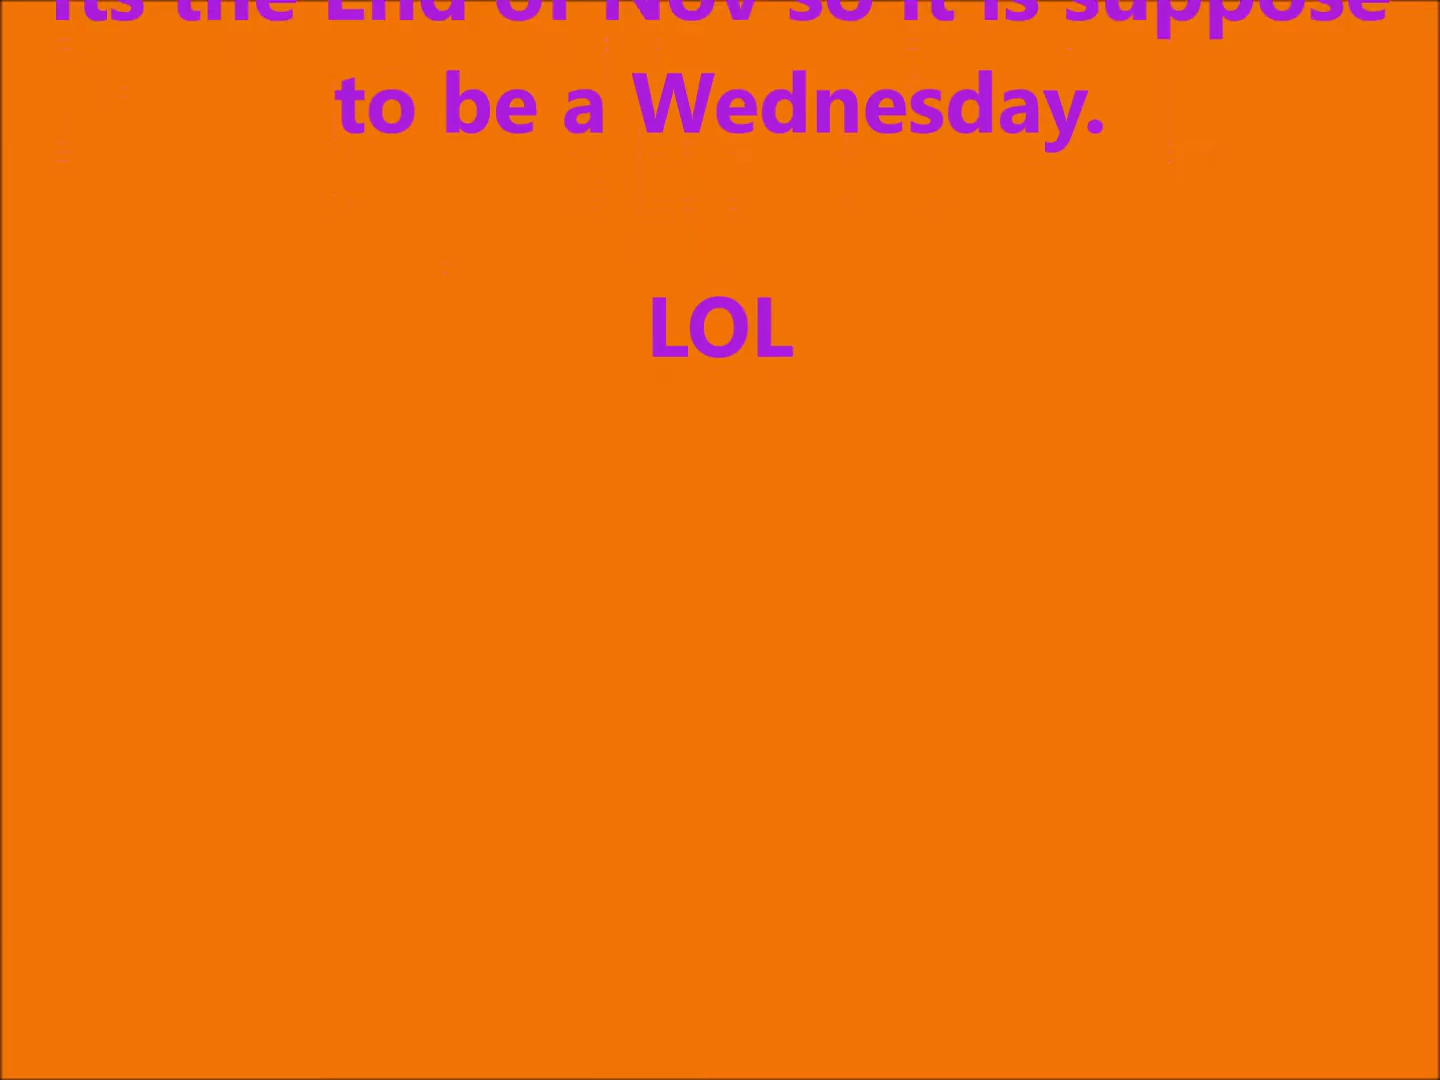 Its the End of Nov so it is suppose
to be a Wednesday.
LOL